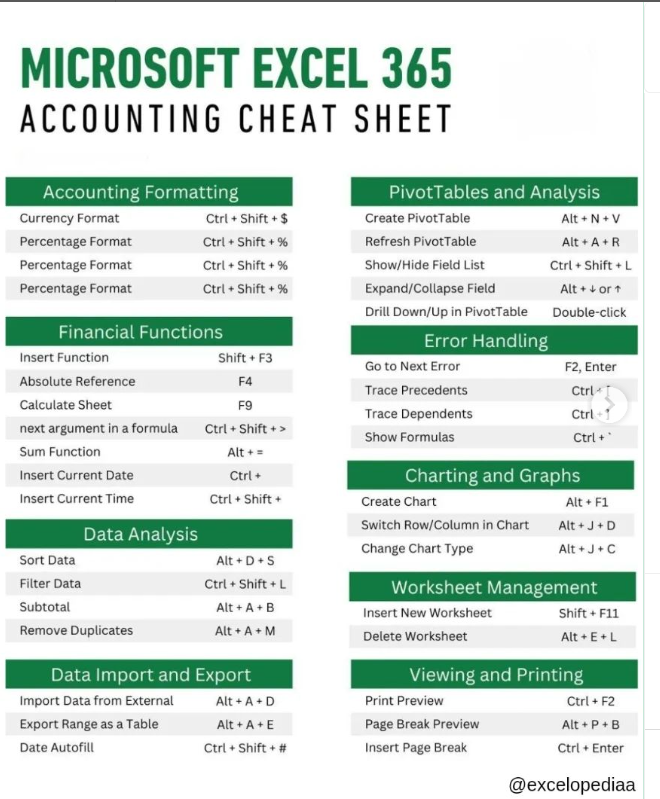 MICROSOFT EXCEL 365
ACCOUNTING CHEAT SHEET
Accounting Formatting
Currency Format Ctrl + Shift + $
Percentage Format Ctrl + Shift + %
Percentage Format Ctrl + Shift + %
Percentage Format Ctrl + Shift + %
Financial Functions
Insert Function Shift + F3
Absolute Reference F4
Calculate Sheet F9
next argument in a formula Ctrl + Shift + >
Sum Function Alt + =
Insert Current Date Ctrl +
Insert Current Time Ctrl + Shift +
Data Analysis
Sort Data Alt + D + S
Filter Data Ctrl + Shift + L
Subtotal Alt + A + B
Remove Duplicates Alt + A + M
Data Import and Export
Import Data from External Alt + A + D
Export Range as a Table Alt + A + E
Date Autofill Ctrl + Shift + #
PivotTables and Analysis
Create PivotTable Alt + N + V
Refresh PivotTable Alt + A + R
Show/Hide Field List Ctrl + Shift + L
Expand/Collapse Field Alt + ↓ or ↑
Drill Down/Up in PivotTable Double-click
Error Handling
Go to Next Error F2, Enter
Trace Precedents Ctrl +
Trace Dependents Ctrl +
Show Formulas Ctrl + `
Charting and Graphs
Create Chart Alt + F1
Switch Row/Column in Chart Alt + J + D
Change Chart Type Alt + J + C
Worksheet Management
Insert New Worksheet Shift + F11
Delete Worksheet Alt + E + L
Viewing and Printing
Print Preview Ctrl + F2
Page Break Preview Alt + P + B
Insert Page Break Ctrl + Enter
@excelopediaa